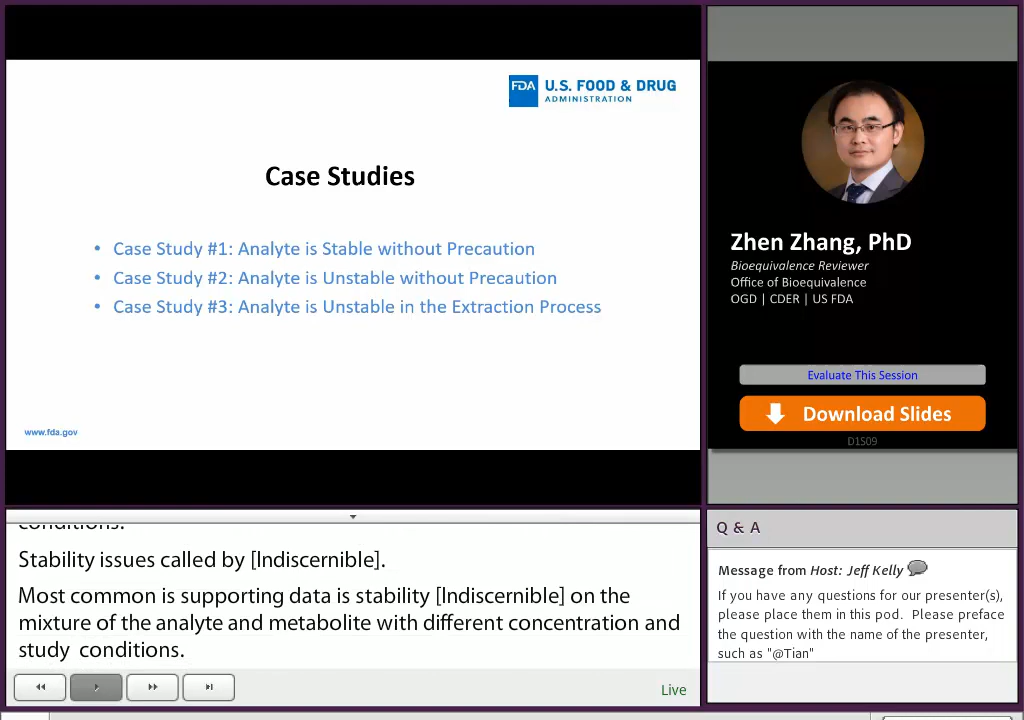 FDA U.S. FOOD & DRUG
ADMINISTRATION
Case Studies
• Case Study #1: Analyte is Stable without Precaution
• Case Study #2: Analyte is Unstable without Precaution
• Case Study #3: Analyte is Unstable in the Extraction Process
www.fda.gov
Zhen Zhang, PhD
Bioequivalence Reviewer
Office of Bioequivalence
OGD | CDER | US FDA
Evaluate This Session
Download Slides
D1S09
conditions.
Stability issues called by [Indiscernible].
Most common is supporting data is stability [Indiscernible] on the
mixture of the analyte and metabolite with different concentration and
study conditions.
Live
Q & A
Message from Host: Jeff Kelly
If you have any questions for our presenter(s),
please place them in this pod. Please preface
the question with the name of the presenter,
such as "@Tian"